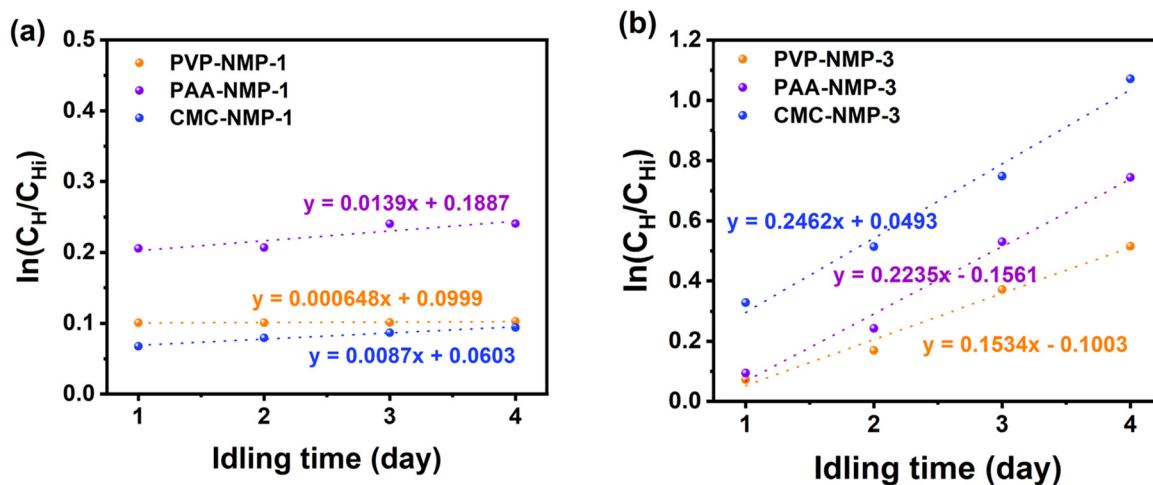 (a)
0.5
0.4
0.3
0.2
0.1
0.0
ln(C_H/C_Hi)
PVP-NMP-1
PAA-NMP-1
CMC-NMP-1
y = 0.0139x + 0.1887
y = 0.000648x + 0.0999
y = 0.0087x + 0.0603
1 2 3 4
Idling time (day)
(b)
1.2
1.0
0.8
0.6
0.4
0.2
0.0
ln(C_H/C_Hi)
PVP-NMP-3
PAA-NMP-3
CMC-NMP-3
y = 0.2462x + 0.0493
y = 0.2235x - 0.1561
y = 0.1534x - 0.1003
1 2 3 4
Idling time (day)